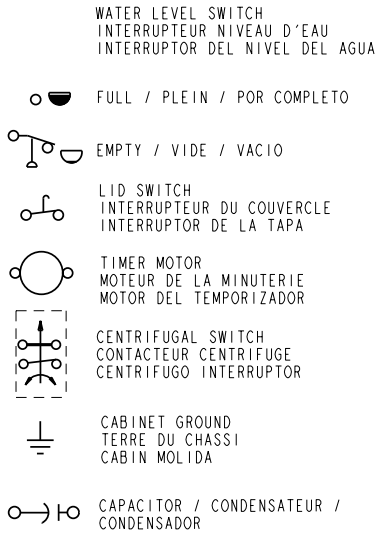 WATER LEVEL SWITCH
INTERRUPTEUR NIVEAU D'EAU
INTERRUPTOR DEL NIVEL DEL AGUA
FULL / PLEIN / POR COMPLETO
EMPTY / VIDE / VACIO
LID SWITCH
INTERRUPTEUR DU COUVERCLE
INTERRUPTOR DE LA TAPA
TIMER MOTOR
MOTEUR DE LA MINUTERIE
MOTOR DEL TEMPORIZADOR
CENTRIFUGAL SWITCH
CONTACTEUR CENTRIFUGE
CENTRIFUGO INTERRUPTOR
CABINET GROUND
TERRE DU CHASSI
CABIN MOLIDA
CAPACITOR / CONDENSATEUR /
CONDENSADOR